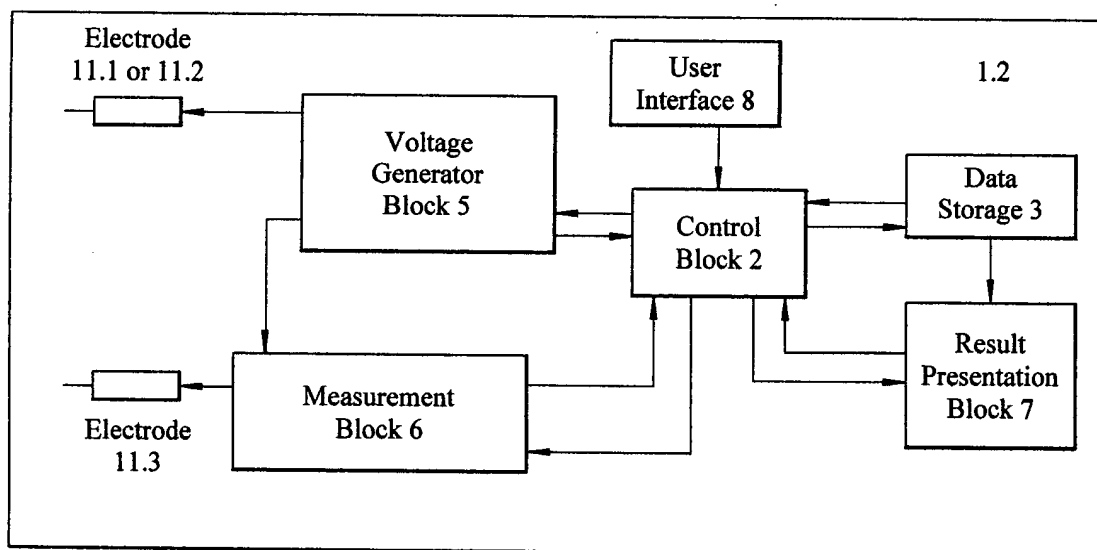 Electrode
11.1 or 11.2
User
Interface 8
1.2
Voltage
Generator
Block 5
Control
Block 2
Data
Storage 3
Measurement
Block 6
Result
Presentation
Block 7
Electrode
11.3